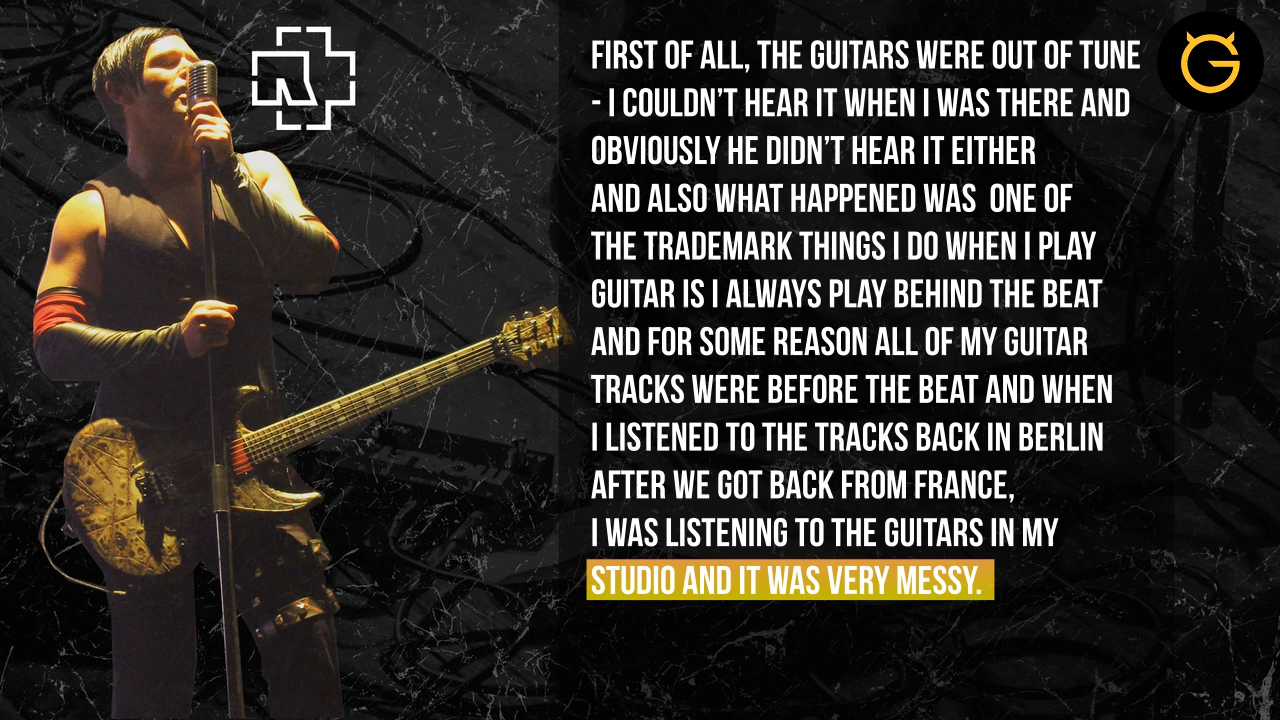 FIRST OF ALL, THE GUITARS WERE OUT OF TUNE
- I COULDN'T HEAR IT WHEN I WAS THERE AND
OBVIOUSLY HE DIDN'T HEAR IT EITHER
AND ALSO WHAT HAPPENED WAS  ONE OF
THE TRADEMARK THINGS I DO WHEN I PLAY
GUITAR IS I ALWAYS PLAY BEHIND THE BEAT
AND FOR SOME REASON ALL OF MY GUITAR
TRACKS WERE BEFORE THE BEAT AND WHEN
I LISTENED TO THE TRACKS BACK IN BERLIN
AFTER WE GOT BACK FROM FRANCE,
I WAS LISTENING TO THE GUITARS IN MY
STUDIO AND IT WAS VERY MESSY.